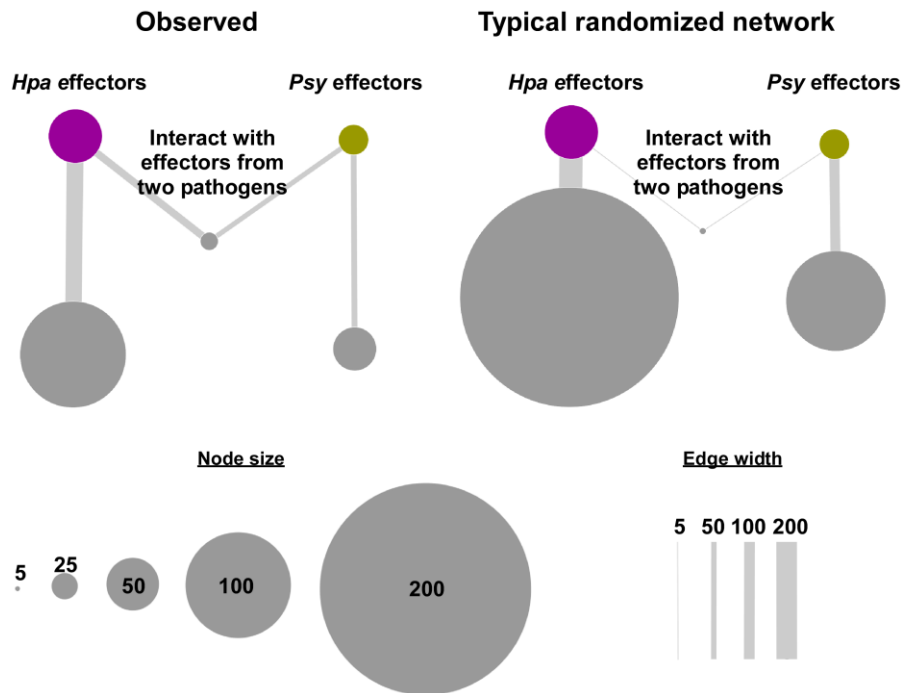 Observed
Typical randomized network
Hpa effectors
Psy effectors
Interact with
effectors from
two pathogens
Hpa effectors
Psy effectors
Interact with
effectors from
two pathogens
Node size
5
25
50
100
200
Edge width
5 50 100 200